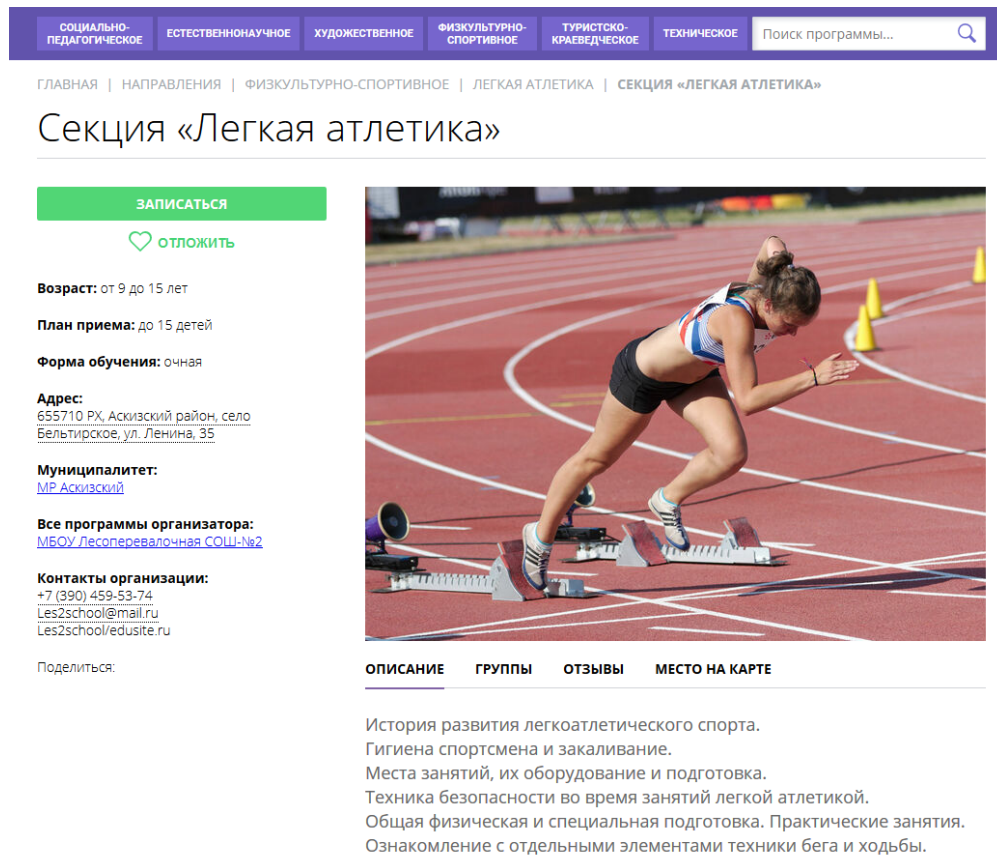 СОЦИАЛЬНО-
ПЕДАГОГИЧЕСКОЕ
ЕСТЕСТВЕННОНАУЧНОЕ
ХУДОЖЕСТВЕННОЕ
ФИЗКУЛЬТУРНО-
СПОРТИВНОЕ
ТУРИСТСКО-
КРАЕВЕДЧЕСКОЕ
ТЕХНИЧЕСКОЕ
Поиск программы...
ГЛАВНАЯ | НАПРАВЛЕНИЯ | ФИЗКУЛЬТУРНО-СПОРТИВНОЕ | ЛЕГКАЯ АТЛЕТИКА | СЕКЦИЯ «ЛЕГКАЯ АТЛЕТИКА»
Секция «Легкая атлетика»
ЗАПИСАТЬСЯ
ОТЛОЖИТЬ
Возраст: от 9 до 15 лет
План приема: до 15 детей
Форма обучения: очная
Адрес:
655710 РХ, Аскизский район, село
Бельтирское, ул. Ленина, 35
Муниципалитет:
МР Аскизский
Все программы организатора:
МБОУ Лесоперевалочная СОШ-№2
Контакты организации:
+7 (390) 459-53-74
Les2school@mail.ru
Les2school/edusite.ru
Поделиться:
ОПИСАНИЕ ГРУППЫ ОТЗЫВЫ МЕСТО НА КАРТЕ
История развития легкоатлетического спорта.
Гигиена спортсмена и закаливание.
Места занятий, их оборудование и подготовка.
Техника безопасности во время занятий легкой атлетикой.
Общая физическая и специальная подготовка. Практические занятия.
Ознакомление с отдельными элементами техники бега и ходьбы.